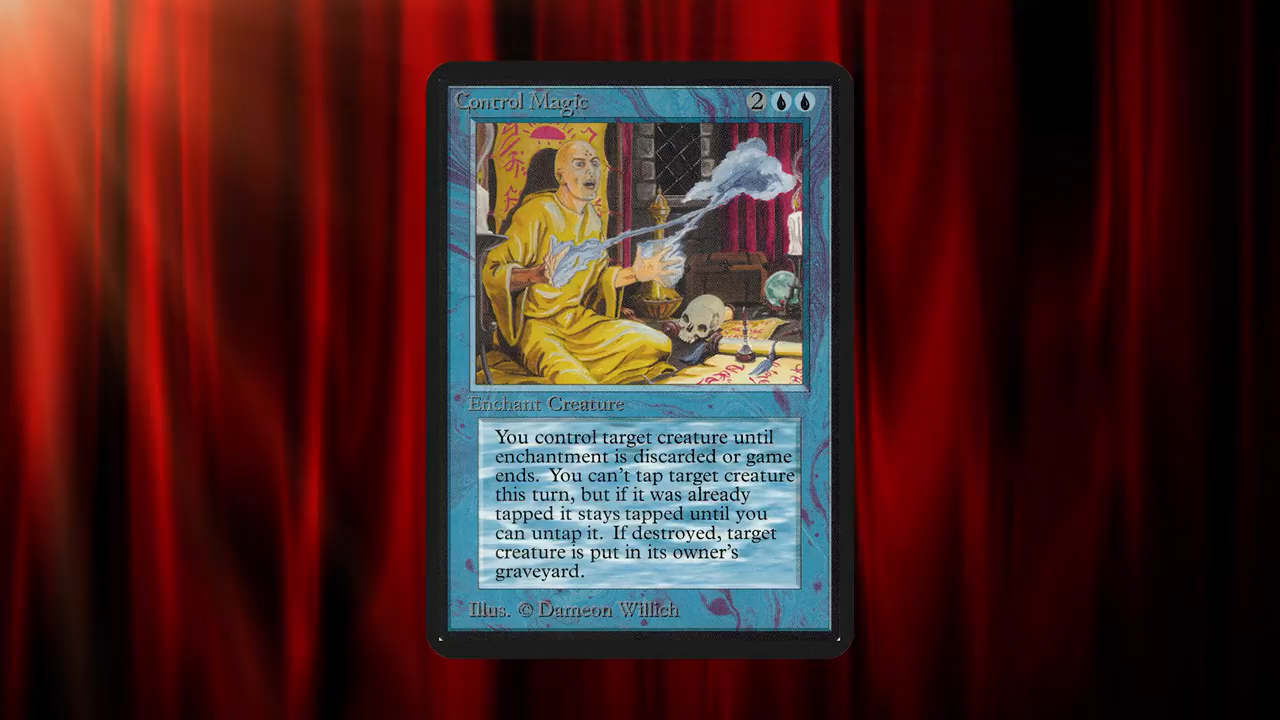 Control Magic 2
Enchant Creature
You control target creature until
enchantment is discarded or game
ends. You can't tap target creature
this turn, but if it was already
tapped it stays tapped until you
can untap it. If destroyed, target
creature is put in its owner's
graveyard.
Illus. © Dameon Willich